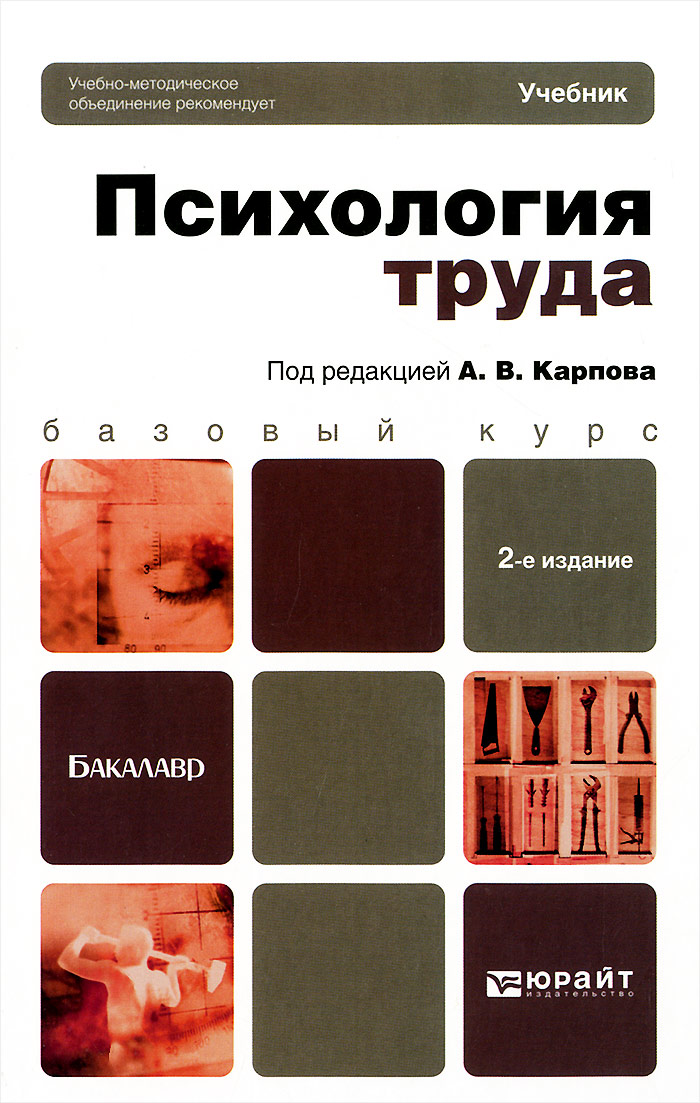 Учебно-методическое
объединение рекомендует
Учебник
Психология
труда
Под редакцией А. В. Карпова
базовый курс
2-е издание
Бакалавр
ЮРАЙТ
издательство